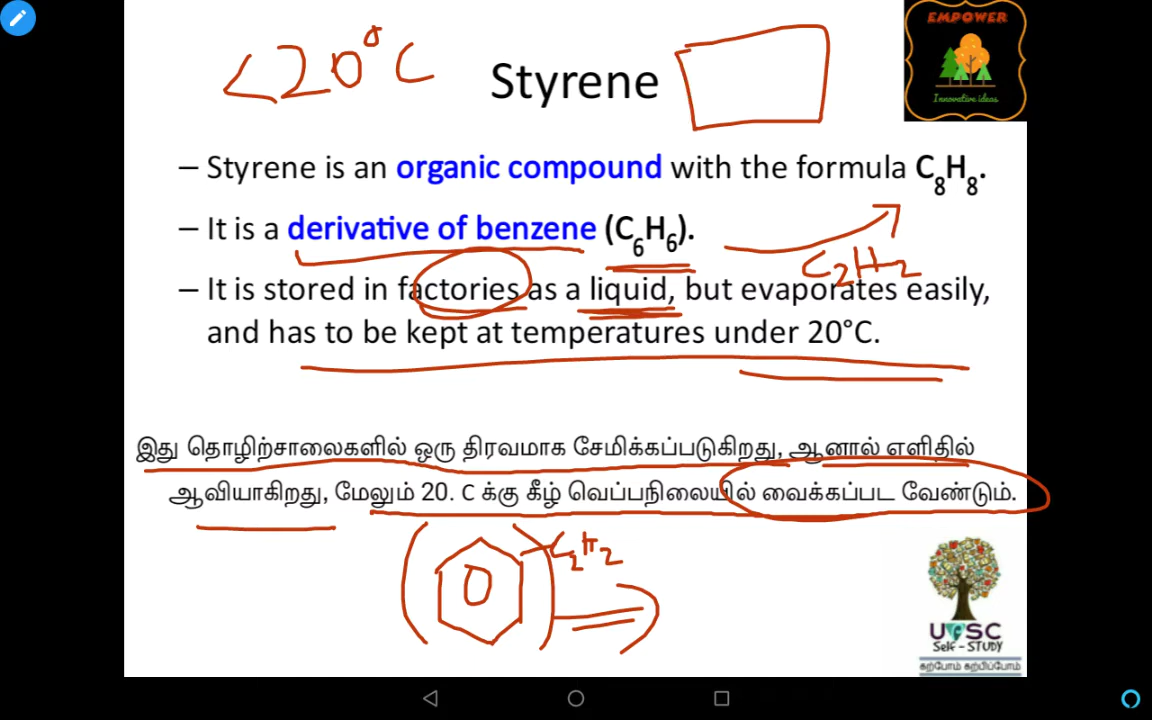 <20°C
Styrene
EMPOWER
Innovative ideas
– Styrene is an organic compound with the formula C8H8.
– It is a derivative of benzene (C6H6).
C2H2
– It is stored in factories as a liquid, but evaporates easily,
and has to be kept at temperatures under 20°C.
இது தொழிற்சாலைகளில் ஒரு திரவமாக சேமிக்கப்படுகிறது, ஆனால் எளிதில்
ஆவியாகிறது, மேலும் 20. C க்கு கீழ் வெப்பநிலையில் வைக்கப்பட வேண்டும்.
C2H2
UPSC
Self - STUDY
கற்போம் கற்பிப்போம்